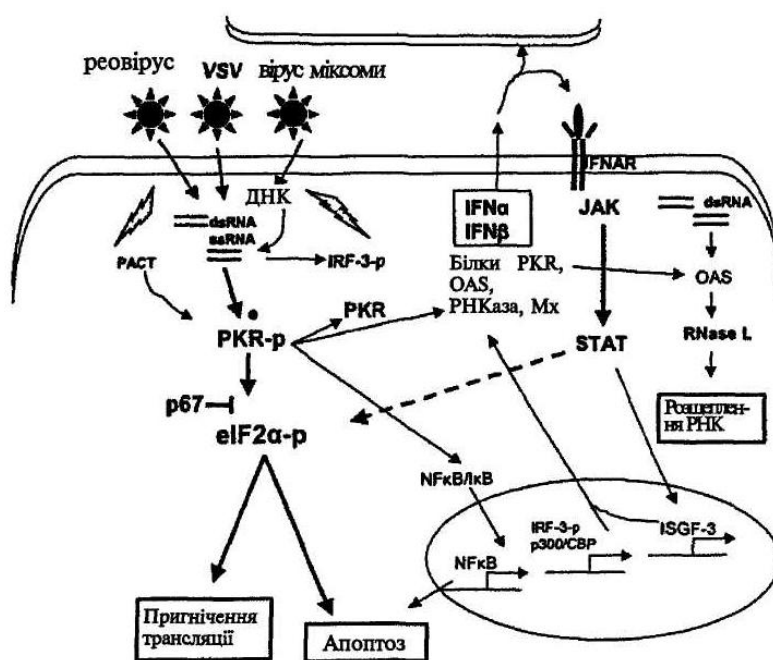 реовірус
VSV
вірус міксоми
ДНК
dsRNA
ssRNA
PACT
IRF-3-p
IFNα
IFNβ
IFNAR
JAK
dsRNA
Білки PKR,
OAS,
РНКаза, Mx
OAS
PKR
PKR-p
STAT
RNase L
p67
eIF2α-p
Розщеплен-
ня РНК
NFκB/IκB
IRF-3-p
p300/CBP
ISGF-3
NFκB
Пригнічення
трансляції
Апоптоз